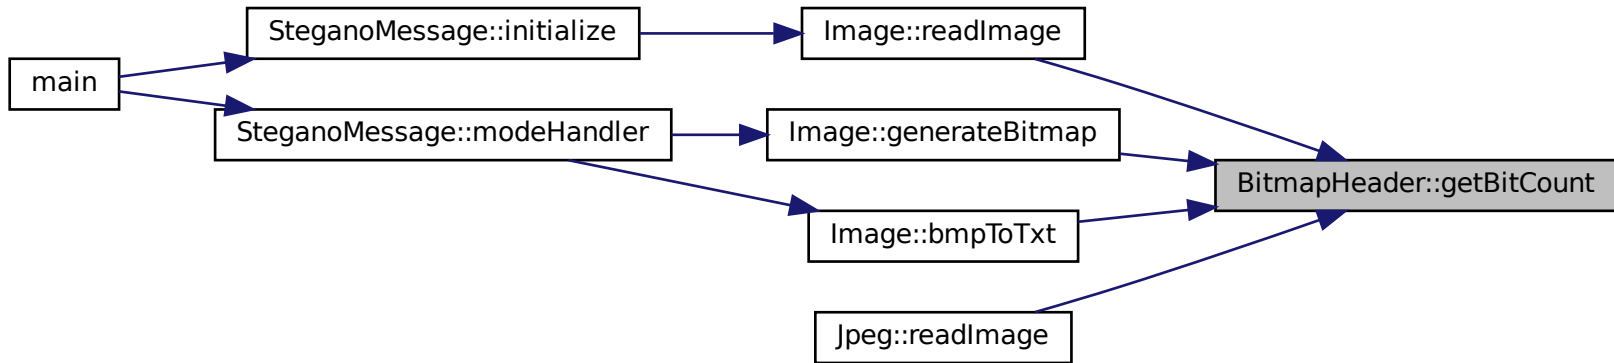 SteganoMessage::initialize
Image::readImage
main
SteganoMessage::modeHandler
Image::generateBitmap
BitmapHeader::getBitCount
Image::bmpToTxt
Jpeg::readImage